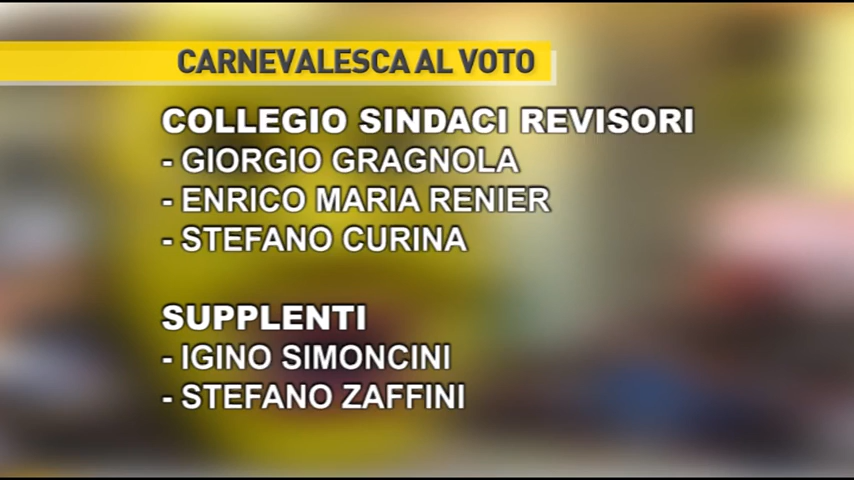 CARNEVALESCA AL VOTO
COLLEGIO SINDACI REVISORI
- GIORGIO GRAGNOLA
- ENRICO MARIA RENIER
- STEFANO CURINA
SUPPLENTI
- IGINO SIMONCINI
- STEFANO ZAFFINI